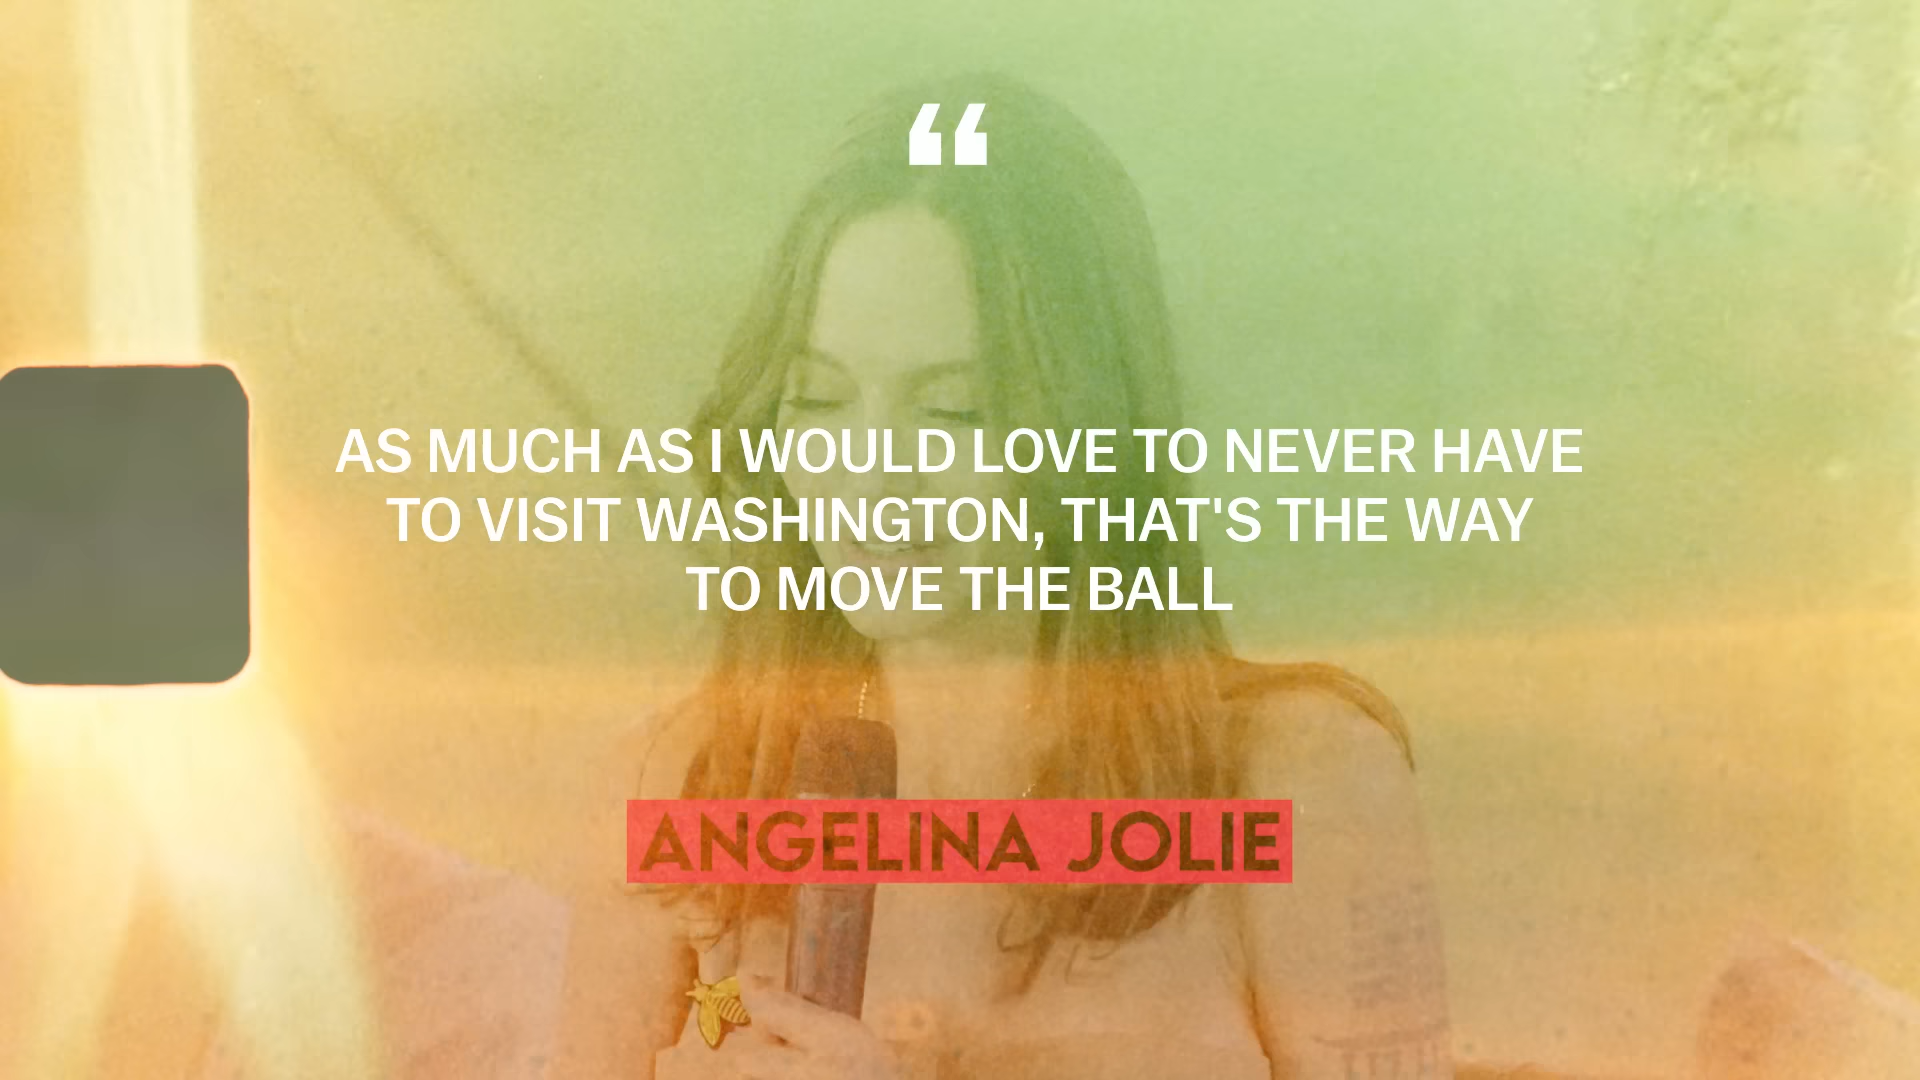 “
AS MUCH AS I WOULD LOVE TO NEVER HAVE
TO VISIT WASHINGTON, THAT'S THE WAY
TO MOVE THE BALL
ANGELINA JOLIE